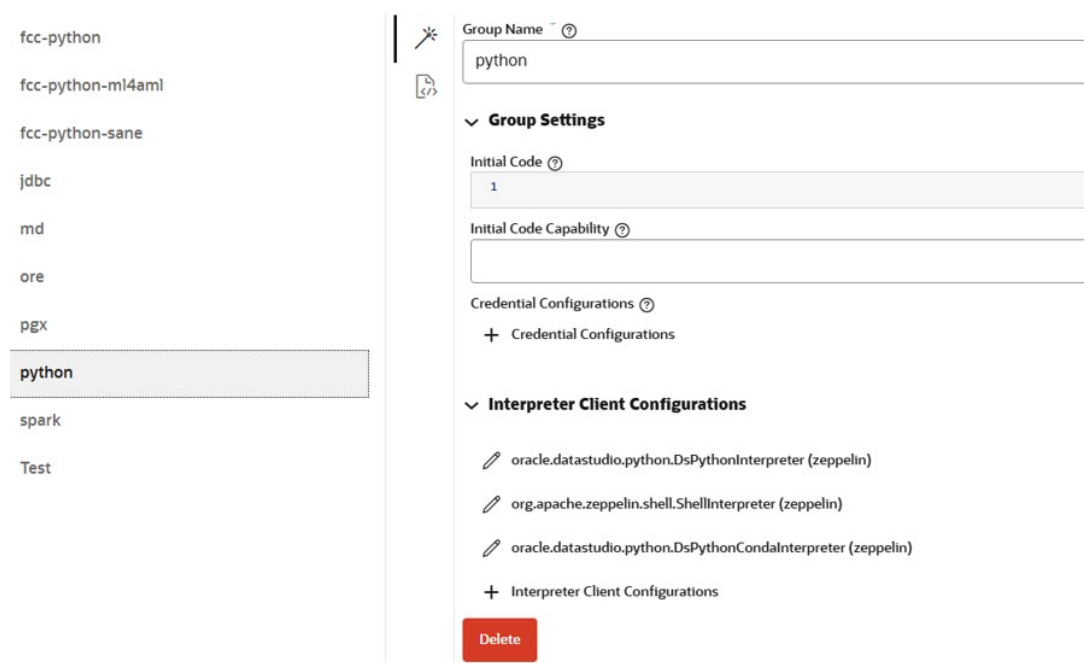 fcc-python
fcc-python-ml4aml
fcc-python-sane
jdbc
md
ore
pgx
python
spark
Test
Group Name
python
Group Settings
Initial Code
1
Initial Code Capability
Credential Configurations
+ Credential Configurations
Interpreter Client Configurations
oracle.datastudio.python.DsPythonInterpreter (zeppelin)
org.apache.zeppelin.shell.ShellInterpreter (zeppelin)
oracle.datastudio.python.DsPythonCondaInterpreter (zeppelin)
+ Interpreter Client Configurations
Delete